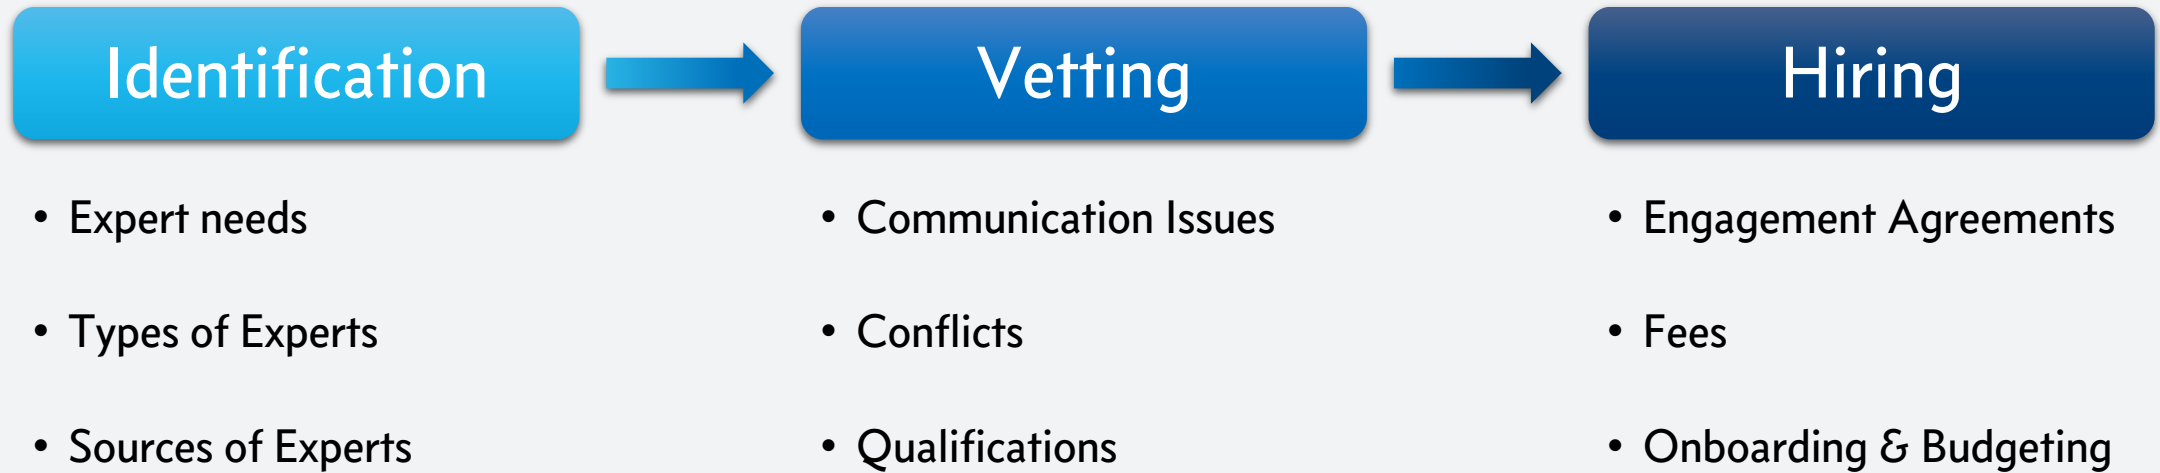 Identification
• Expert needs
• Types of Experts
• Sources of Experts
Vetting
• Communication Issues
• Conflicts
• Qualifications
Hiring
• Engagement Agreements
• Fees
• Onboarding & Budgeting